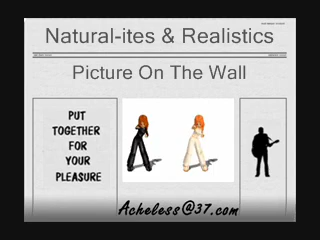 Natural-ites & Realistics
Picture On The Wall
PUT
TOGETHER
FOR
YOUR
PLEASURE
Acheless@37.com